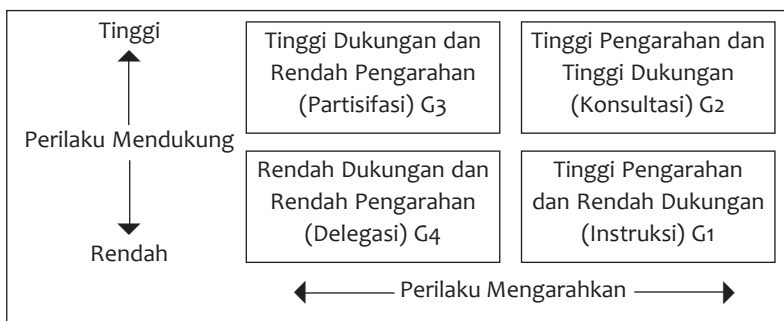 Tinggi
Perilaku Mendukung
Rendah
Tinggi Dukungan dan
Rendah Pengarahan
(Partisifasi) G3
Tinggi Pengarahan dan
Tinggi Dukungan
(Konsultasi) G2
Rendah Dukungan dan
Rendah Pengarahan
(Delegasi) G4
Tinggi Pengarahan
dan Rendah Dukungan
(Instruksi) G1
Perilaku Mengarahkan